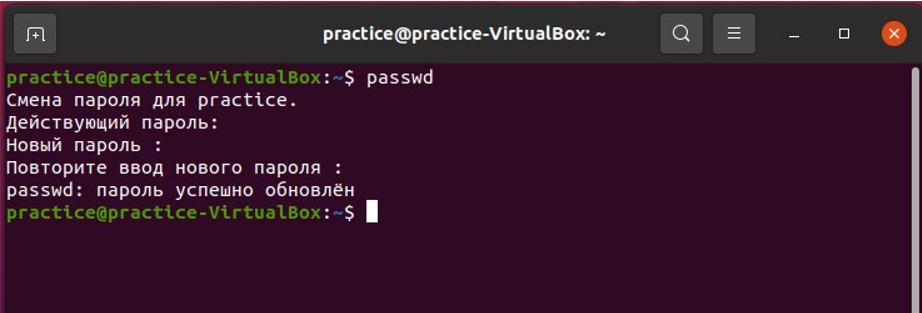 practice@practice-VirtualBox: ~
practice@practice-VirtualBox:~$ passwd
Смена пароля для practice.
Действующий пароль:
Новый пароль :
Повторите ввод нового пароля :
passwd: пароль успешно обновлён
practice@practice-VirtualBox:~$